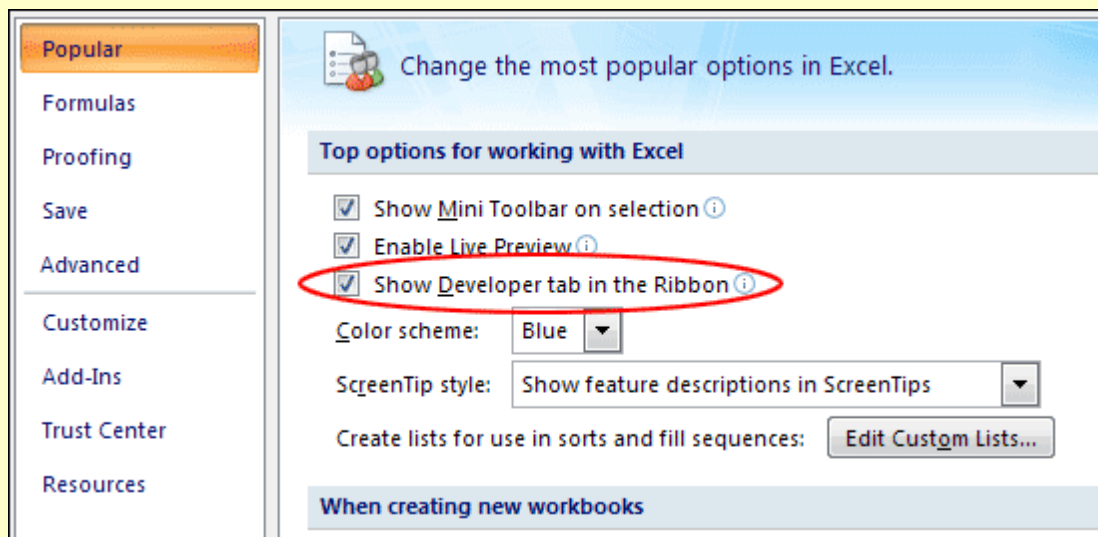 Popular
Formulas
Proofing
Save
Advanced
Customize
Add-Ins
Trust Center
Resources
Change the most popular options in Excel.
Top options for working with Excel
Show Mini Toolbar on selection
Enable Live Preview
Show Developer tab in the Ribbon
Color scheme: Blue
ScreenTip style: Show feature descriptions in ScreenTips
Create lists for use in sorts and fill sequences: Edit Custom Lists...
When creating new workbooks